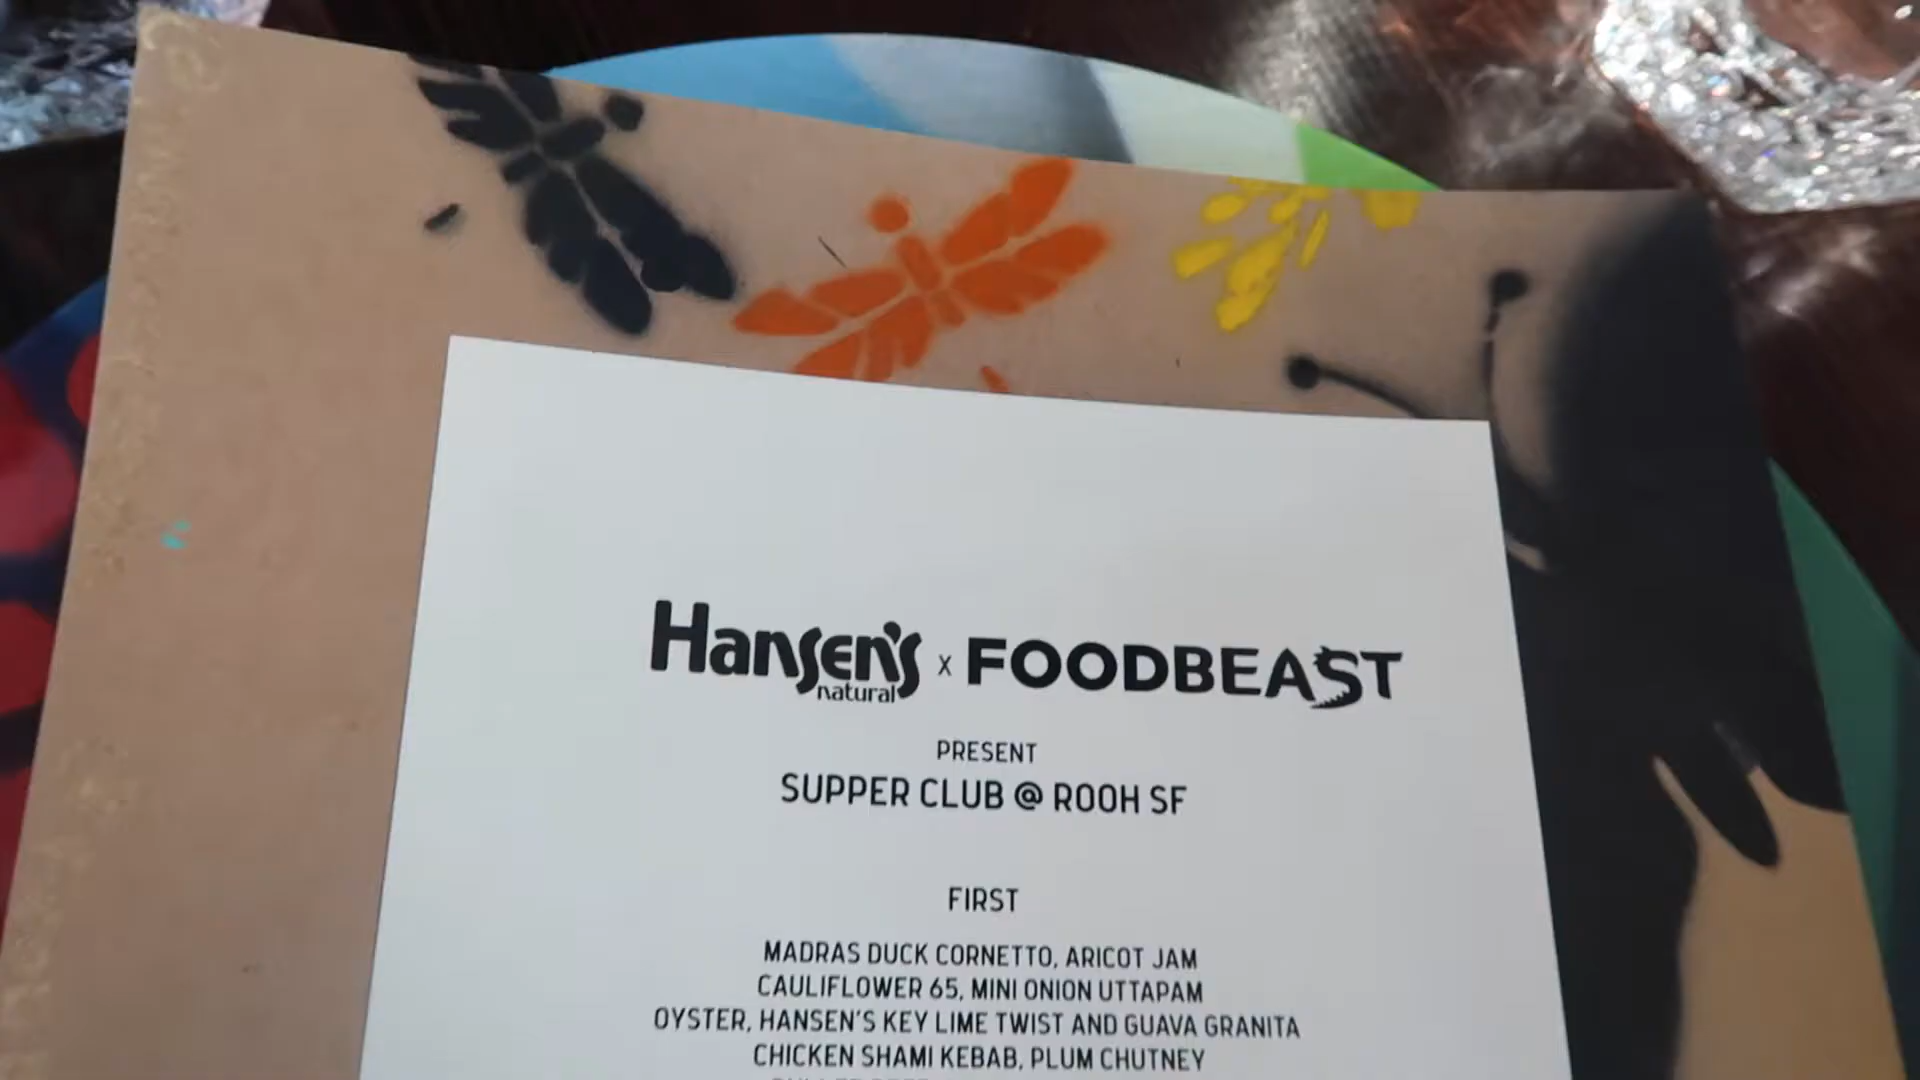 Hansen's natural x FOODBEAST
PRESENT
SUPPER CLUB @ ROOH SF
FIRST
MADRAS DUCK CORNETTO, ARICOT JAM
CAULIFLOWER 65, MINI ONION UTTAPAM
OYSTER, HANSEN'S KEY LIME TWIST AND GUAVA GRANITA
CHICKEN SHAMI KEBAB, PLUM CHUTNEY